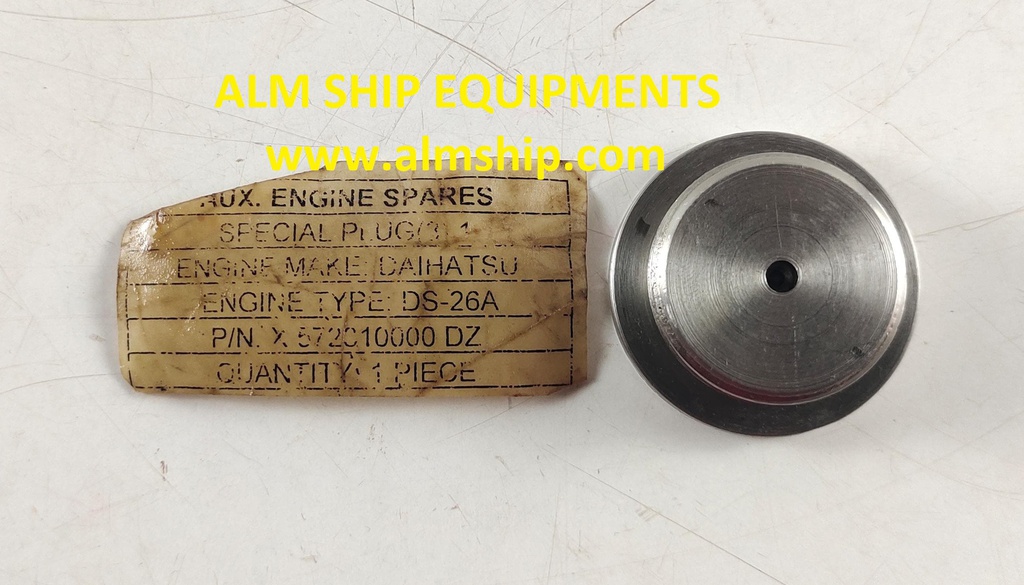 ALM SHIP EQUIPMENTS
www.almship.com
AUX. ENGINE SPARES
SPECIAL PLUG(3) 1
ENGINE MAKE: DAIHATSU
ENGINE TYPE: DS-26A
P/N. X 572010000 DZ
QUANTITY: 1 PIECE